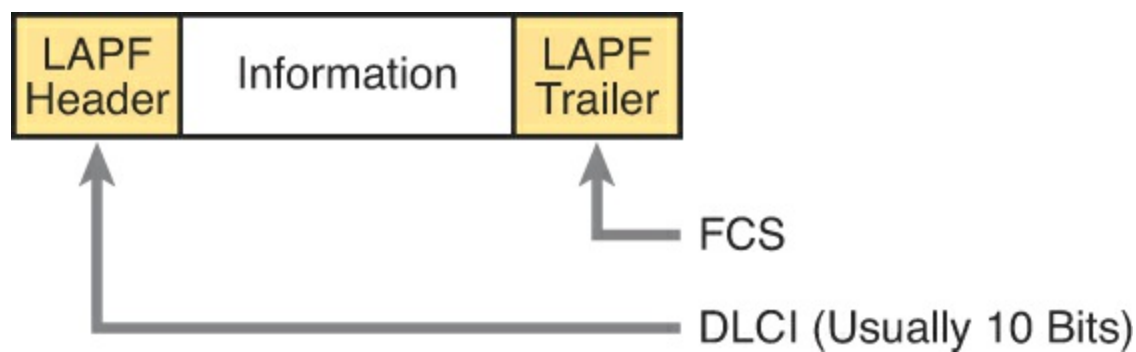 LAPF
Header
Information
LAPF
Trailer
FCS
DLCI (Usually 10 Bits)